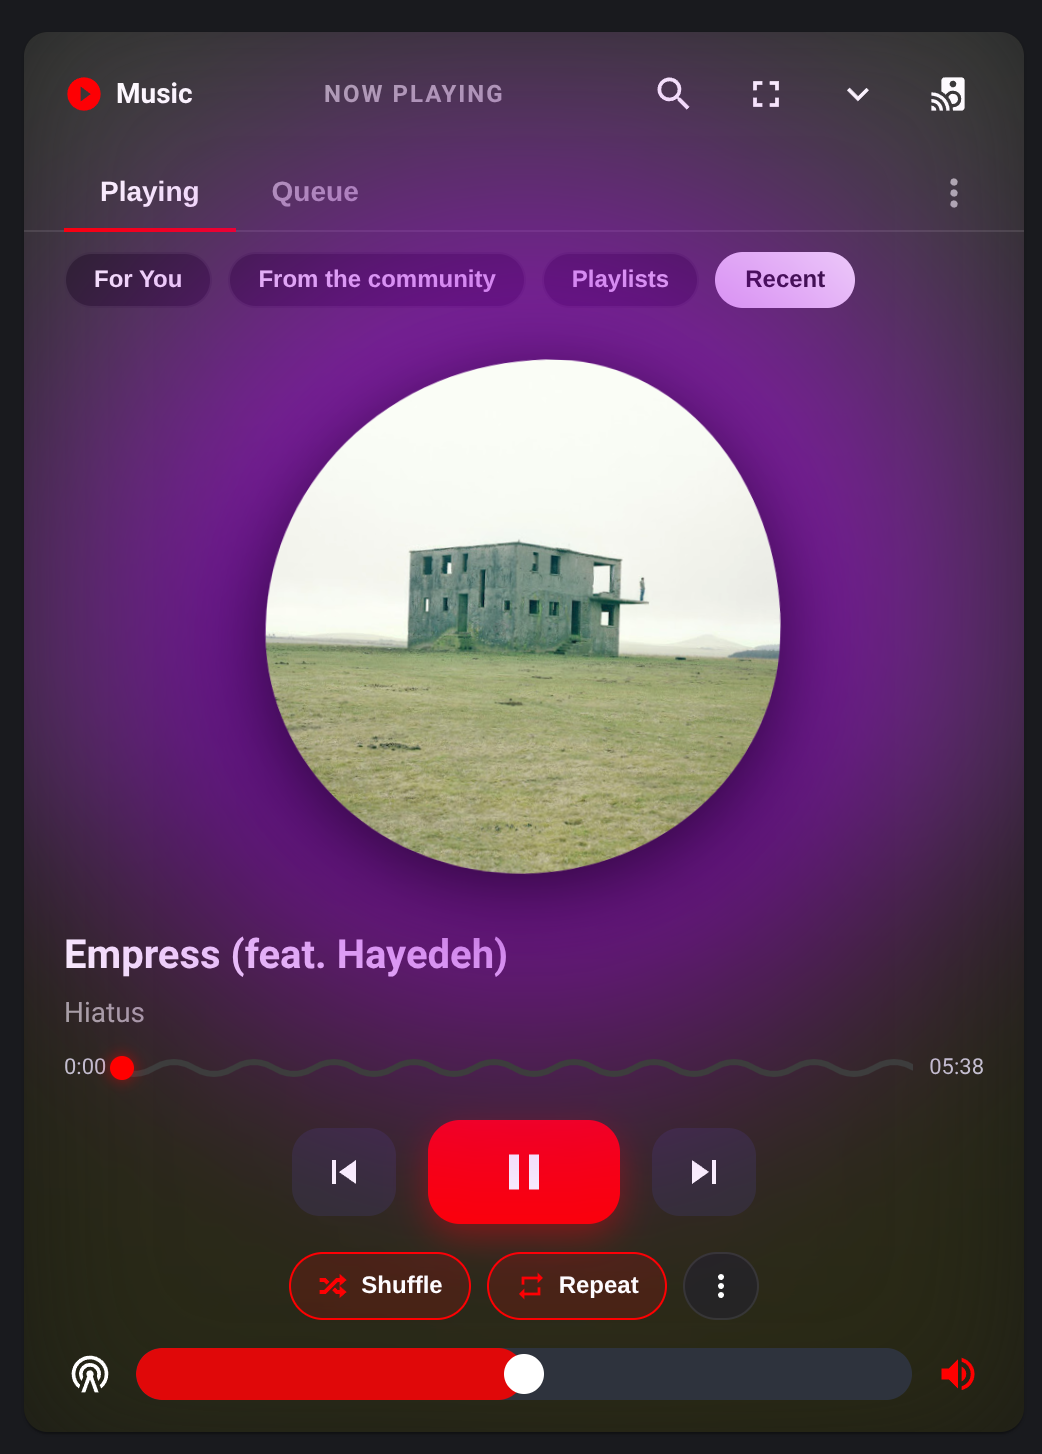 Music
NOW PLAYING
Playing
Queue
For You
From the community
Playlists
Recent
Empress (feat. Hayedeh)
Hiatus
0:00
05:38
Shuffle
Repeat